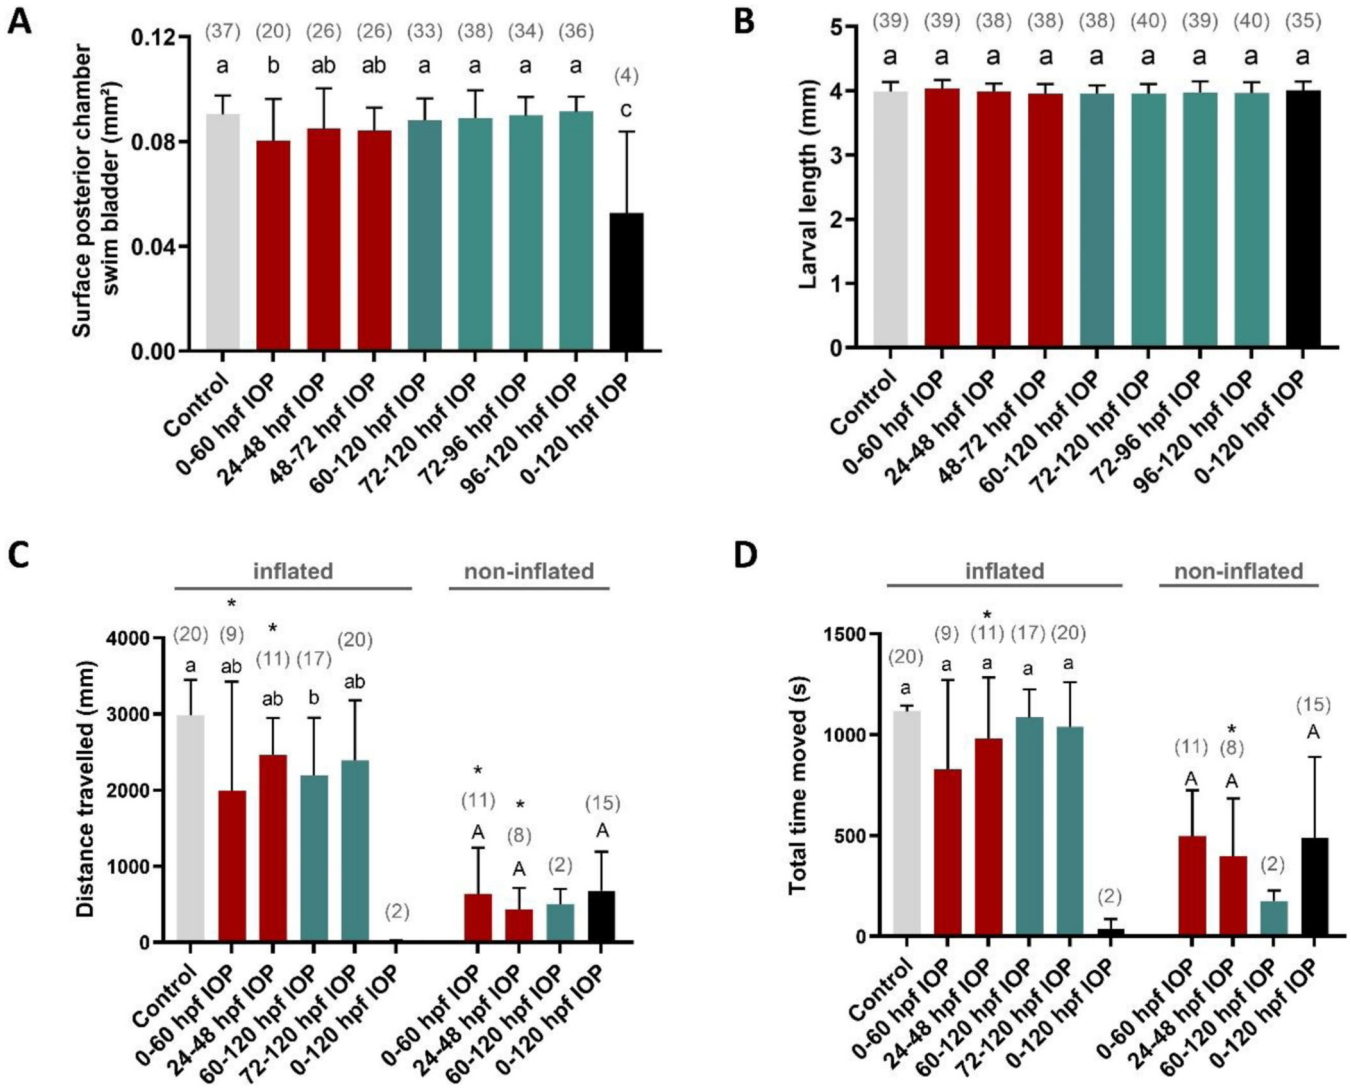 A
Surface posterior chamber
swim bladder (mm²)
0.12
0.08
0.04
0.00
(37) (20) (26) (26) (33) (38) (34) (36) (4)
a b ab ab a a a a c
Control
0-60 hpf IOP
24-48 hpf IOP
48-72 hpf IOP
60-120 hpf IOP
72-120 hpf IOP
72-96 hpf IOP
96-120 hpf IOP
0-120 hpf IOP
B
Larval length (mm)
5
4
3
2
1
0
(39) (39) (38) (38) (38) (40) (39) (40) (35)
a a a a a a a a a
Control
0-60 hpf IOP
24-48 hpf IOP
48-72 hpf IOP
60-120 hpf IOP
72-120 hpf IOP
72-96 hpf IOP
96-120 hpf IOP
0-120 hpf IOP
C
inflated
non-inflated
Distance travelled (mm)
4000
3000
2000
1000
0
* *
(20) (9) (11) (17) (20) (2)
a ab ab b ab
* *
(11) (8) (2) (15)
A A A
Control
0-60 hpf IOP
24-48 hpf IOP
60-120 hpf IOP
72-120 hpf IOP
0-120 hpf IOP
0-60 hpf IOP
24-48 hpf IOP
60-120 hpf IOP
0-120 hpf IOP
D
inflated
non-inflated
Total time moved (s)
1500
1000
500
0
*
(20) (9) (11) (17) (20) (2)
a a a a a
*
(11) (8) (2) (15)
A A A
Control
0-60 hpf IOP
24-48 hpf IOP
60-120 hpf IOP
72-120 hpf IOP
0-120 hpf IOP
0-60 hpf IOP
24-48 hpf IOP
60-120 hpf IOP
0-120 hpf IOP